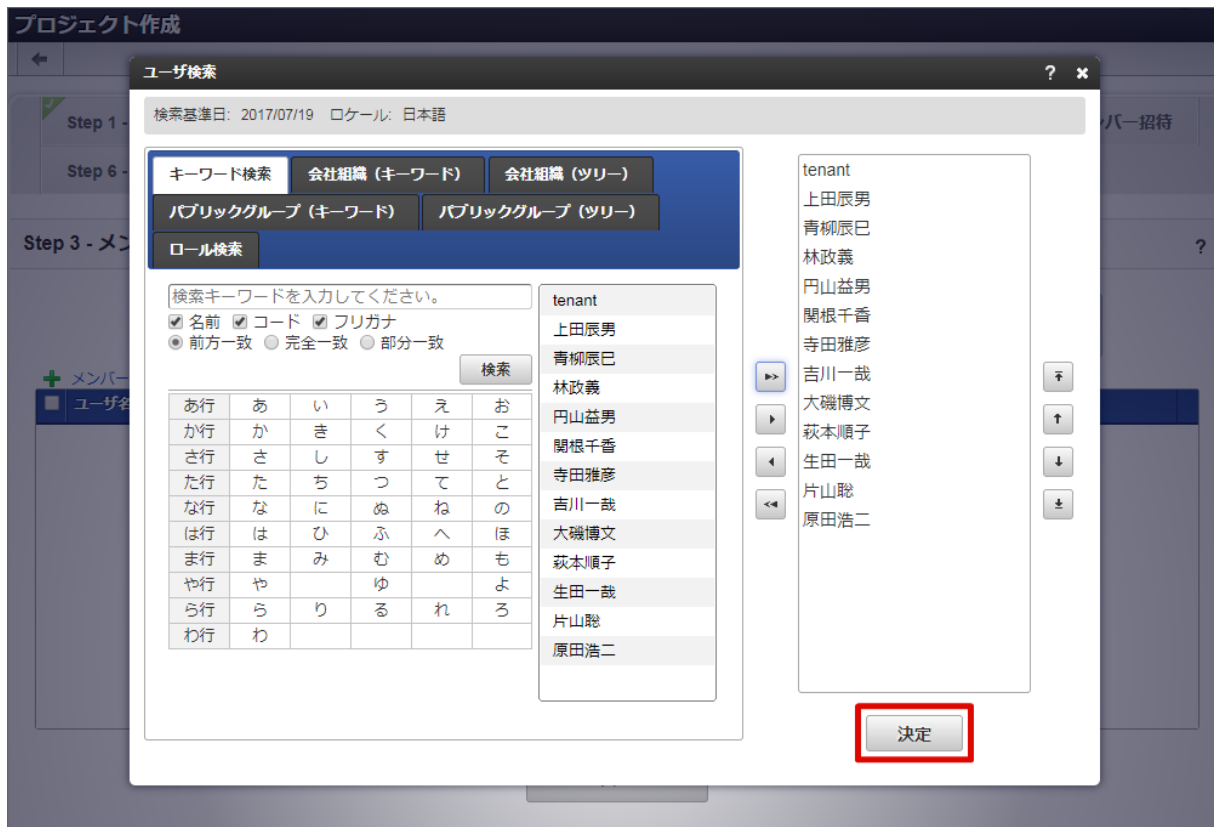 プロジェクト作成
ユーザ検索
?
検索基準日: 2017/07/19 ロケール: 日本語
Step 1 -
バー招待
Step 6 -
Step 3 - メン
?
メンバー
ユーザ名
キーワード検索 会社組織（キーワード） 会社組織（ツリー）
パブリックグループ（キーワード） パブリックグループ（ツリー）
ロール検索
検索キーワードを入力してください。
名前 コード フリガナ
前方一致 完全一致 部分一致
検索
あ行 あ い う え お
か行 か き く け こ
さ行 さ し す せ そ
た行 た ち つ て と
な行 な に ぬ ね の
は行 は ひ ふ へ ほ
ま行 ま み む め も
や行 や ゆ よ
ら行 ら り る れ ろ
わ行 わ
tenant
上田辰男
青柳辰巳
林政義
円山益男
関根千香
寺田雅彦
吉川一哉
大磯博文
萩本順子
生田一哉
片山聡
原田浩二
tenant
上田辰男
青柳辰巳
林政義
円山益男
関根千香
寺田雅彦
吉川一哉
大磯博文
萩本順子
生田一哉
片山聡
原田浩二
決定